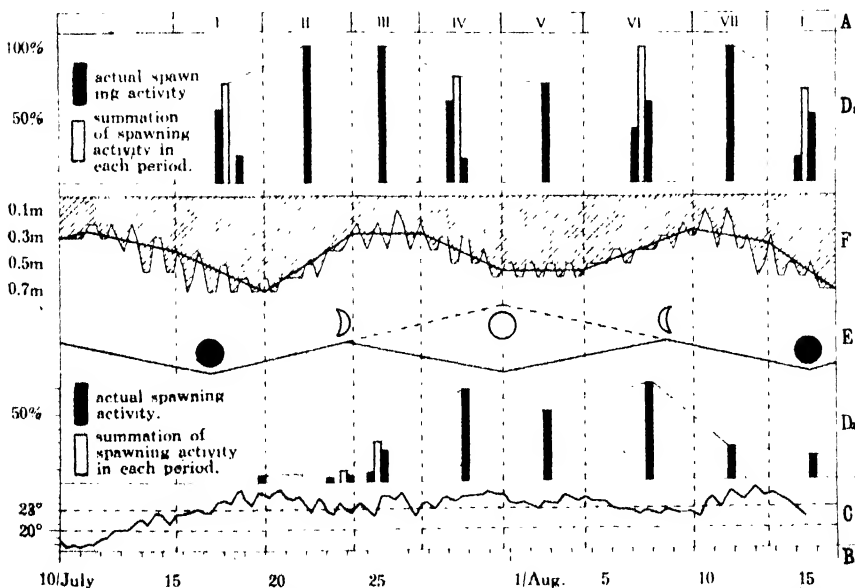 I II III IV V VI VII I A
100%
actual spawn
ing activity
50%
summation
of spawning
activity in
each period.
D
0.1m
0.3m
F
0.5m
0.7m
E
actual spawning
activity.
50%
D
summation of
spawning activity
in each period.
23°
C
20°
B
10/July 15 20 25 1/Aug. 5 10 15